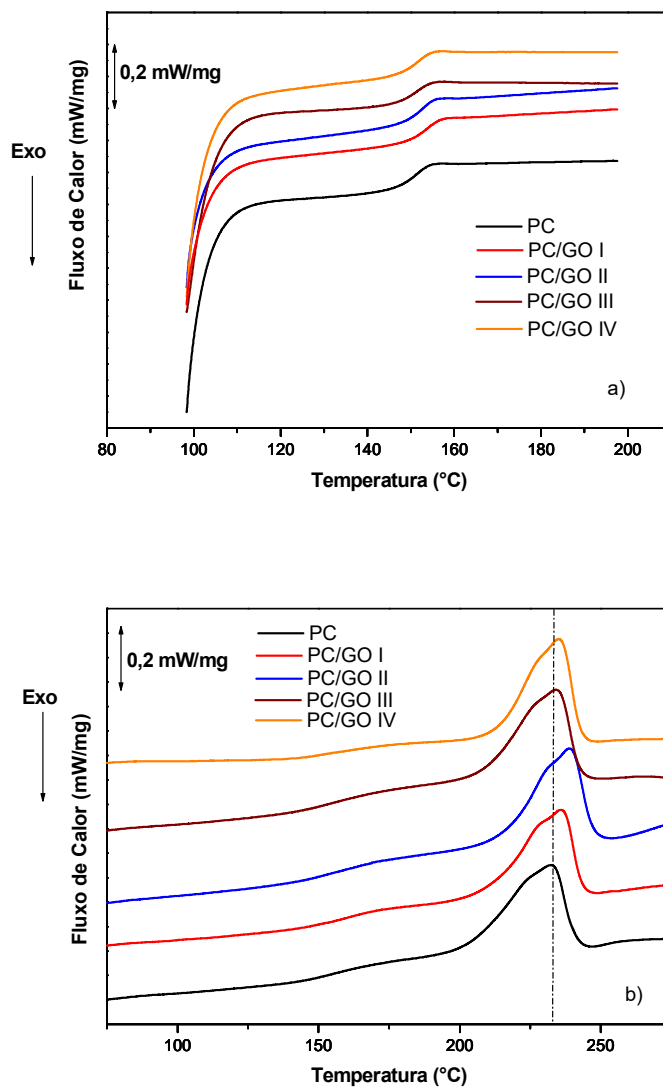 0,2 mW/mg
Exo
Fluxo de Calor (mW/mg)
PC
PC/GO I
PC/GO II
PC/GO III
PC/GO IV
a)
80 100 120 140 160 180 200
Temperatura (°C)
0,2 mW/mg
Exo
Fluxo de Calor (mW/mg)
PC
PC/GO I
PC/GO II
PC/GO III
PC/GO IV
b)
100 150 200 250
Temperatura (°C)